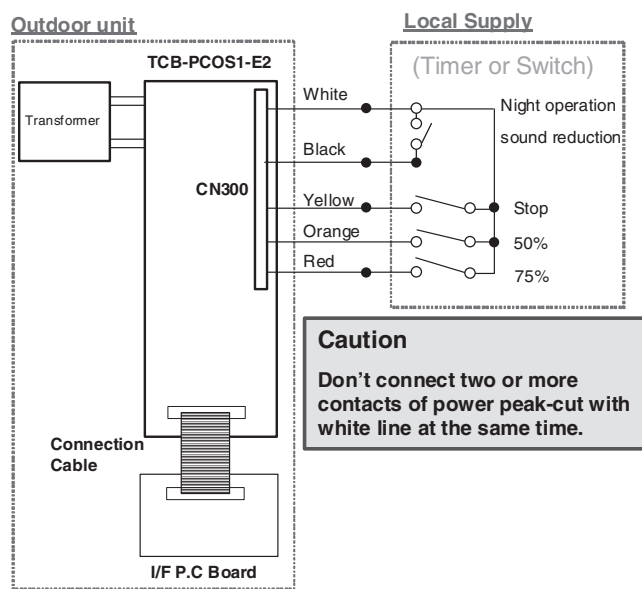 Outdoor unit
Local Supply
TCB-PCOS1-E2
(Timer or Switch)
Transformer
White
Night operation
sound reduction
Black
CN300
Yellow
Stop
Orange
50%
Red
75%
Caution
Don't connect two or more
contacts of power peak-cut with
white line at the same time.
Connection
Cable
I/F P.C Board